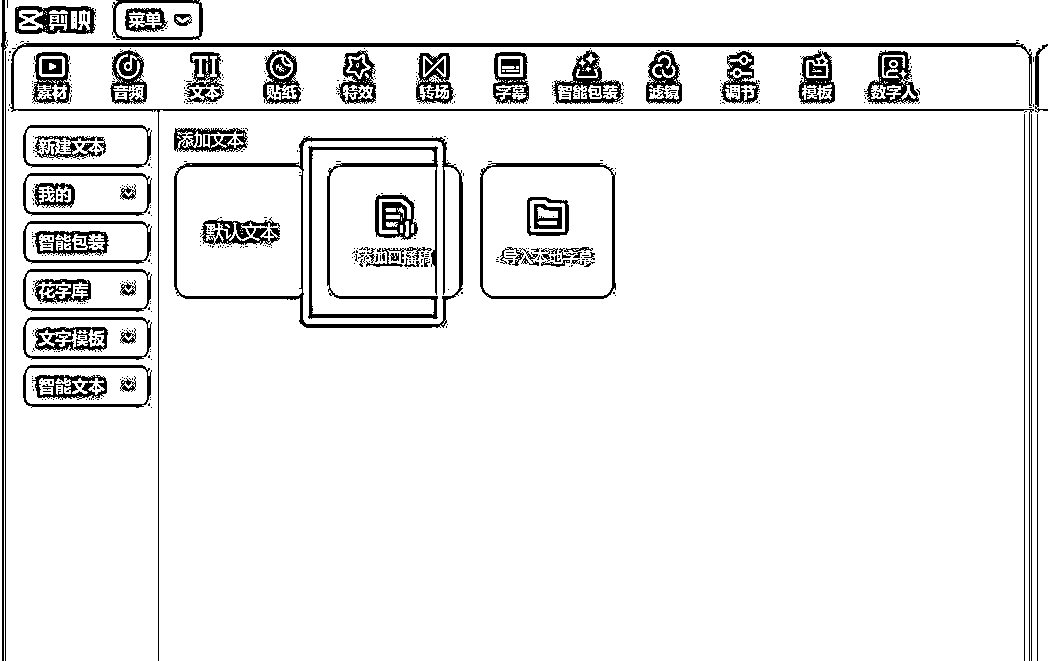 剪映 菜单
素材 音频 文本 贴纸 特效 转场 字幕 智能包装 滤镜 调节 模板 数字人
新建文本
我的
智能包装
花字库
文字模板
智能文本
添加文本
默认文本
添加口播稿
导入本地字幕